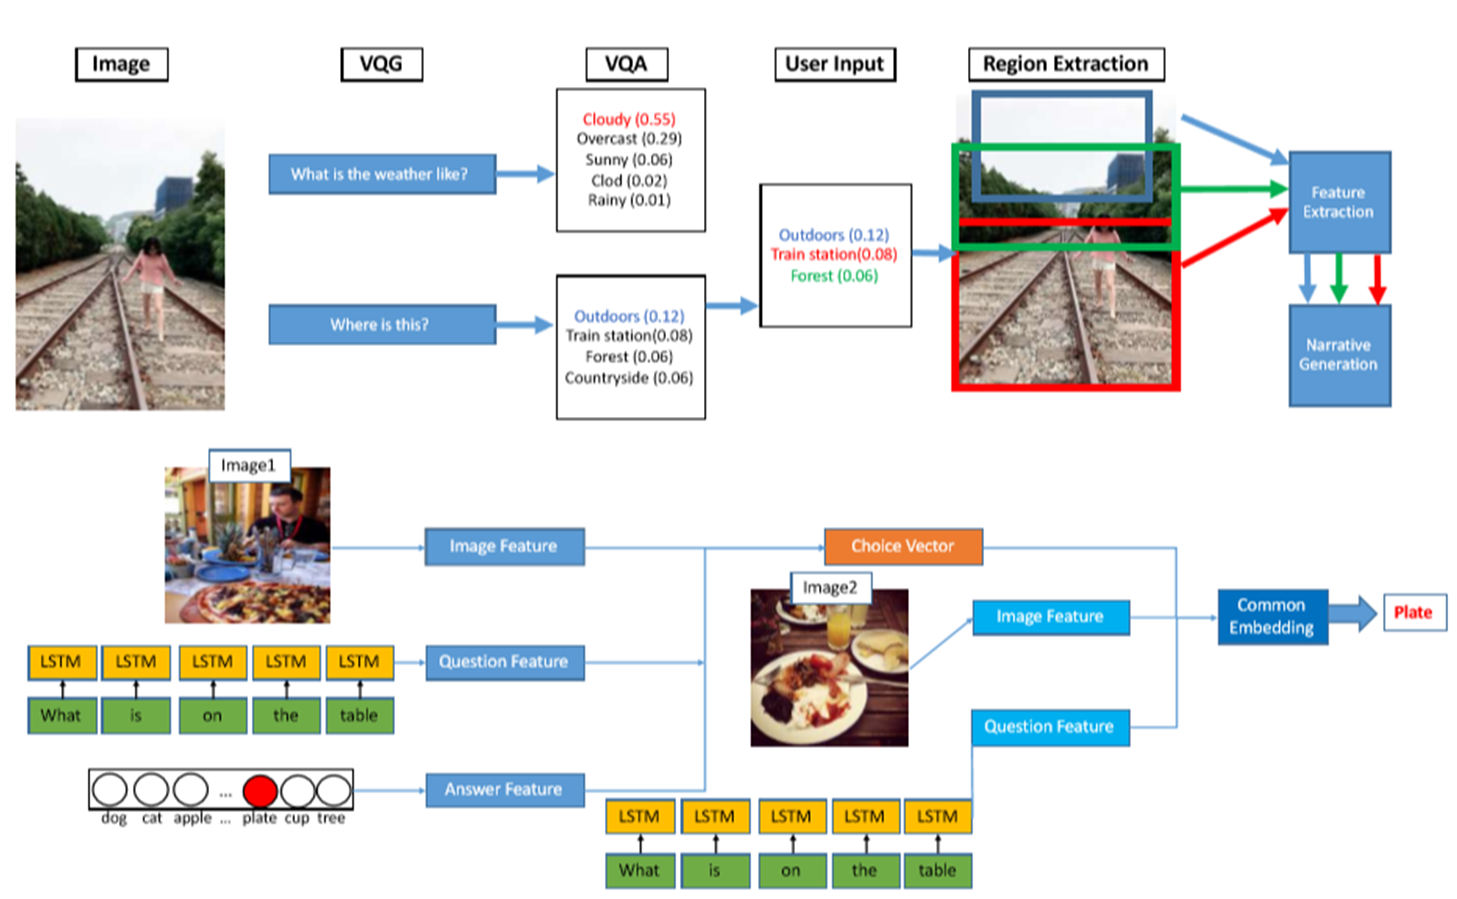 Image
VQG
VQA
User Input
Region Extraction
What is the weather like?
Cloudy (0.55)
Overcast (0.29)
Sunny (0.06)
Clod (0.02)
Rainy (0.01)
Where is this?
Outdoors (0.12)
Train station(0.08)
Forest (0.06)
Countryside (0.06)
Outdoors (0.12)
Train station(0.08)
Forest (0.06)
Feature
Extraction
Narrative
Generation
Image1
Image Feature
LSTM LSTM LSTM LSTM LSTM
What is on the table
Question Feature
dog cat apple ... plate cup tree
...
Answer Feature
Choice Vector
Image2
Image Feature
Question Feature
LSTM LSTM LSTM LSTM LSTM
What is on the table
Common
Embedding
Plate